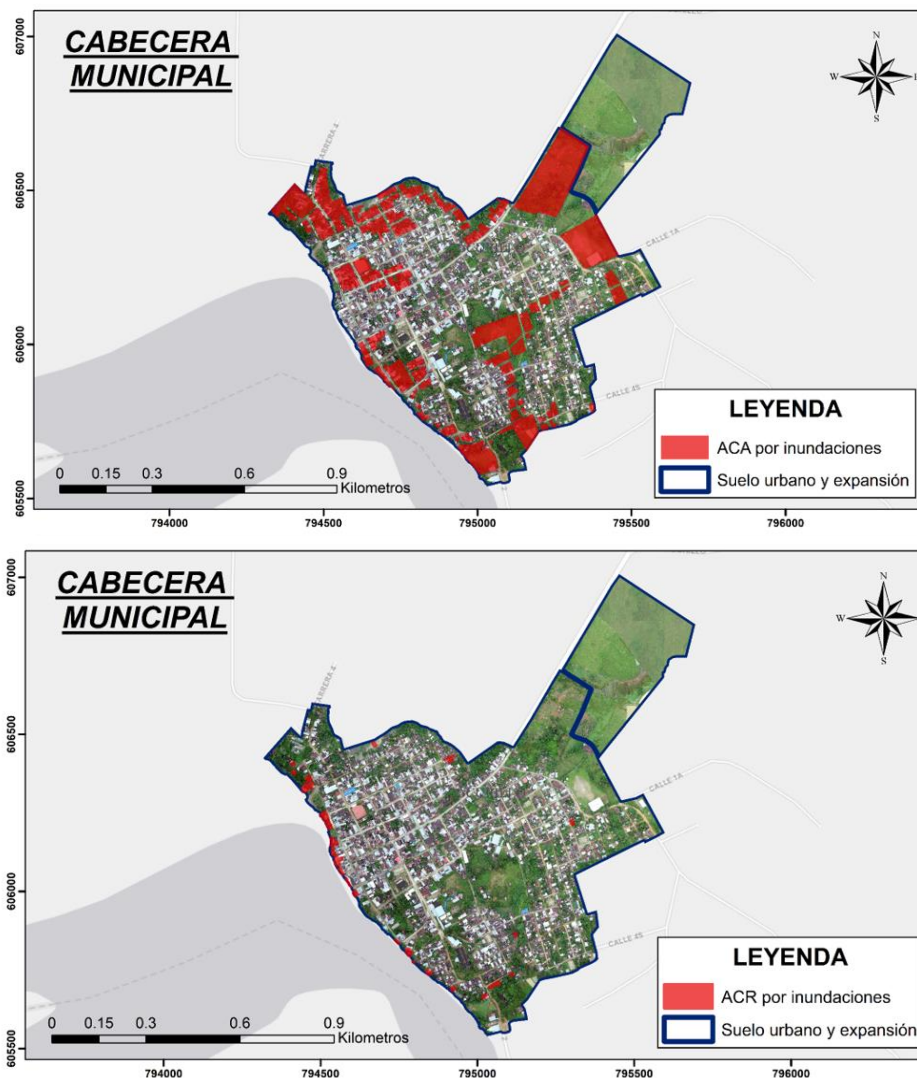 CABECERA
MUNICIPAL
607000
606500
606000
605500
N
W
S
CALLE 1A
CALLE 4S
LEYENDA
ACA por inundaciones
Suelo urbano y expansión
0 0.15 0.3 0.6 0.9
Kilometros
794000 794500 795000 795500 796000
CABECERA
MUNICIPAL
607000
606500
606000
605500
N
W
S
CALLE 1A
CALLE 4S
LEYENDA
ACR por inundaciones
Suelo urbano y expansión
0 0.15 0.3 0.6 0.9
Kilometros
794000 794500 795000 795500 796000